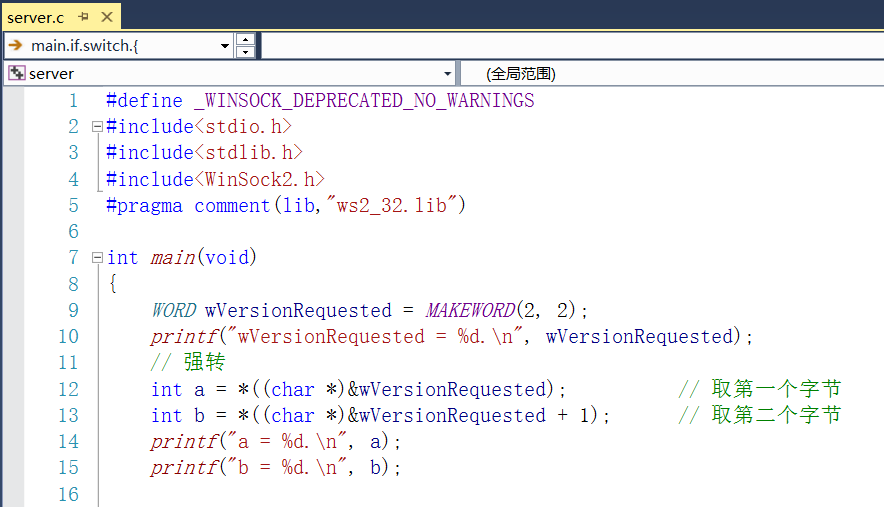 server.c
main.if.switch.{
server (全局范围)
1 #define _WINSOCK_DEPRECATED_NO_WARNINGS
2 #include<stdio.h>
3 #include<stdlib.h>
4 #include<WinSock2.h>
5 #pragma comment(lib,"ws2_32.lib")
6
7 int main(void)
8 {
9 WORD wVersionRequested = MAKEWORD(2, 2);
10 printf("wVersionRequested = %d.\n", wVersionRequested);
11 // 强转
12 int a = *((char *)&wVersionRequested); // 取第一个字节
13 int b = *((char *)&wVersionRequested + 1); // 取第二个字节
14 printf("a = %d.\n", a);
15 printf("b = %d.\n", b);
16